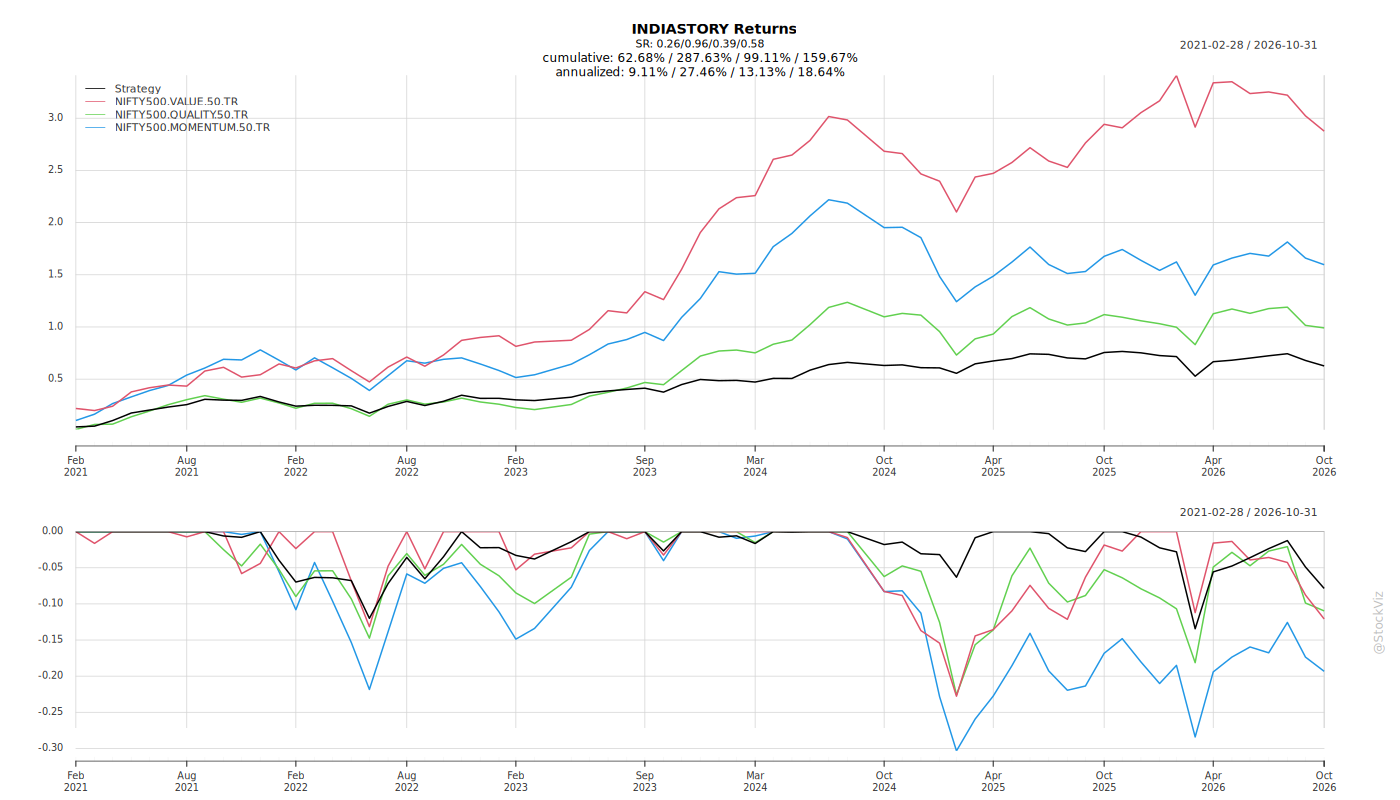 INDIASTORY Returns
SR: 0.26/0.96/0.39/0.58
cumulative: 62.68% / 287.63% / 99.11% / 159.67%
annualized: 9.11% / 27.46% / 13.13% / 18.64%
2021-02-28 / 2026-10-31
Strategy
NIFTY500.VALUE.50.TR
NIFTY500.QUALITY.50.TR
NIFTY500.MOMENTUM.50.TR
3.0
2.5
2.0
1.5
1.0
0.5
Feb Aug Feb Aug Feb Sep Mar Oct Apr Oct Apr Oct
2021 2021 2022 2022 2023 2023 2024 2024 2025 2025 2026 2026
2021-02-28 / 2026-10-31
0.00
-0.05
-0.10
-0.15
-0.20
-0.25
-0.30
Feb Aug Feb Aug Feb Sep Mar Oct Apr Oct Apr Oct
2021 2021 2022 2022 2023 2023 2024 2024 2025 2025 2026 2026
@StockViz